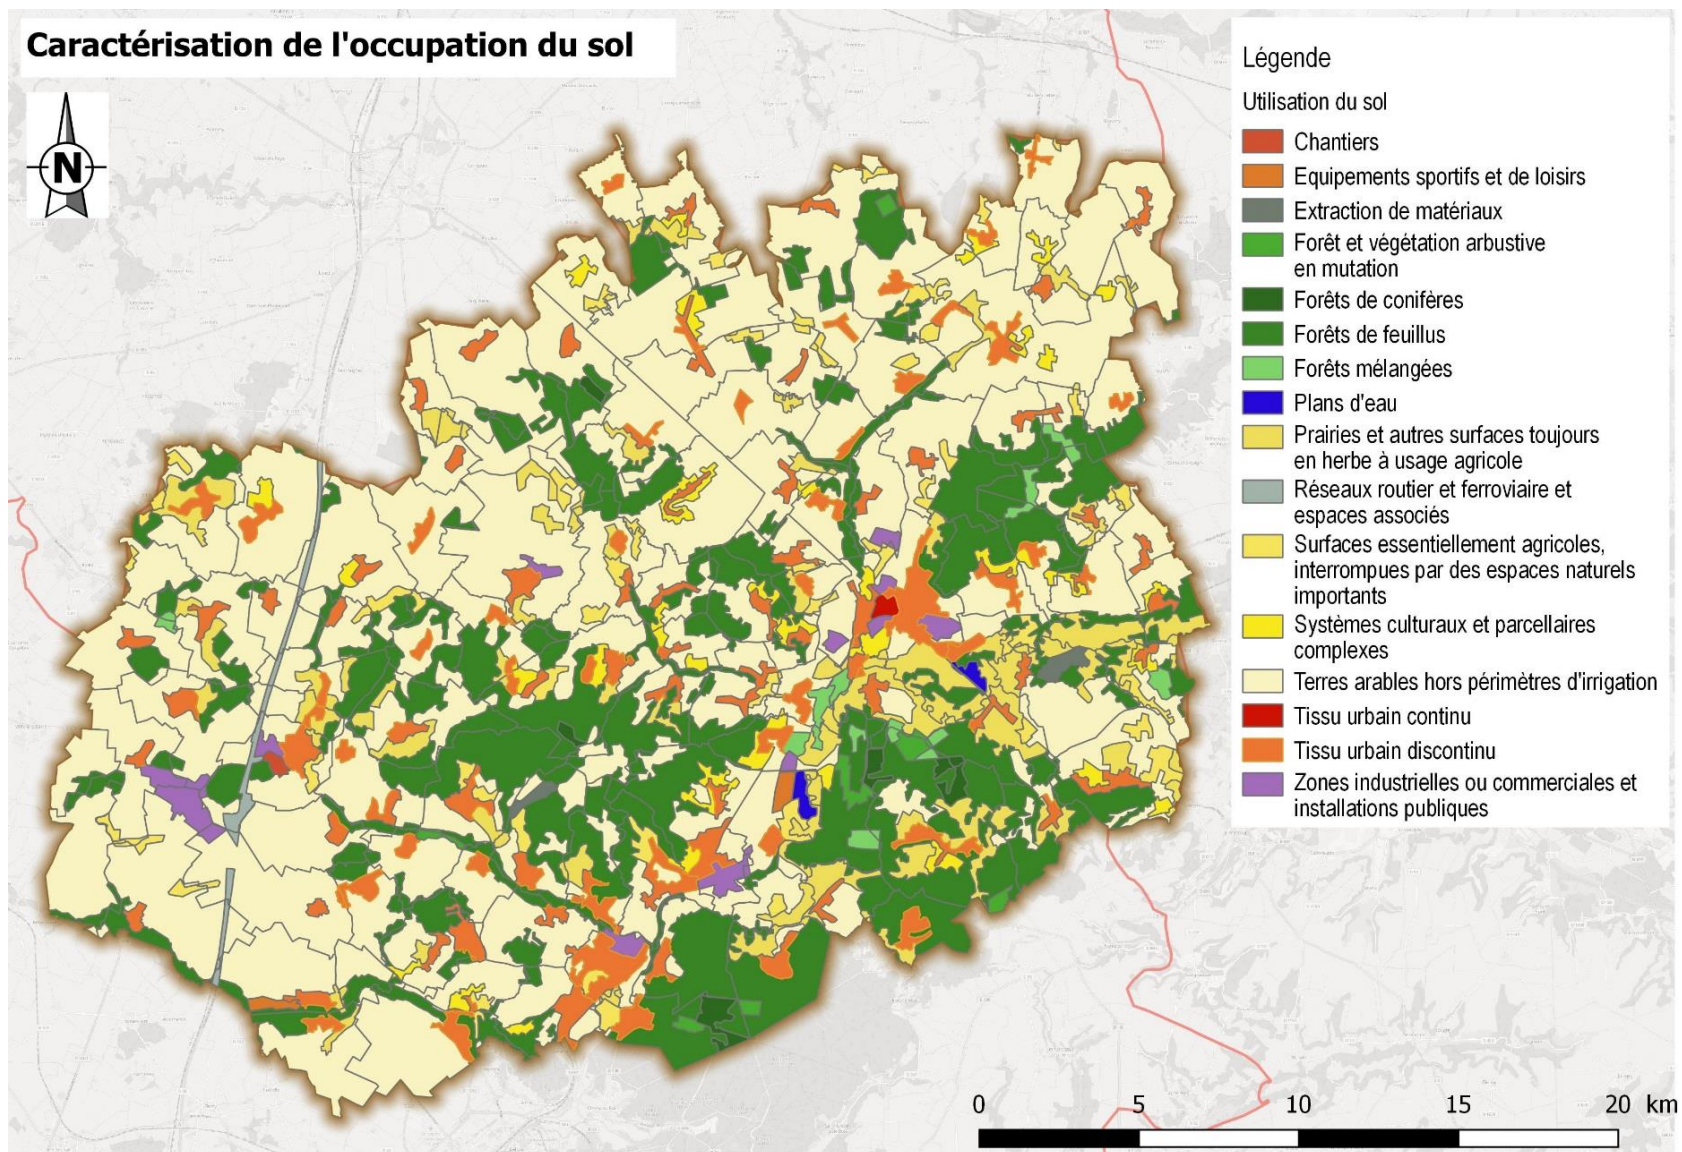 Caractérisation de l'occupation du sol
N
Légende
Utilisation du sol
Chantiers
Equipements sportifs et de loisirs
Extraction de matériaux
Forêt et végétation arbustive
en mutation
Forêts de conifères
Forêts de feuillus
Forêts mélangées
Plans d'eau
Prairies et autres surfaces toujours
en herbe à usage agricole
Réseaux routier et ferroviaire et
espaces associés
Surfaces essentiellement agricoles,
interrompues par des espaces naturels
importants
Systèmes culturaux et parcellaires
complexes
Terres arables hors périmètres d'irrigation
Tissu urbain continu
Tissu urbain discontinu
Zones industrielles ou commerciales et
installations publiques
0 5 10 15 20 km